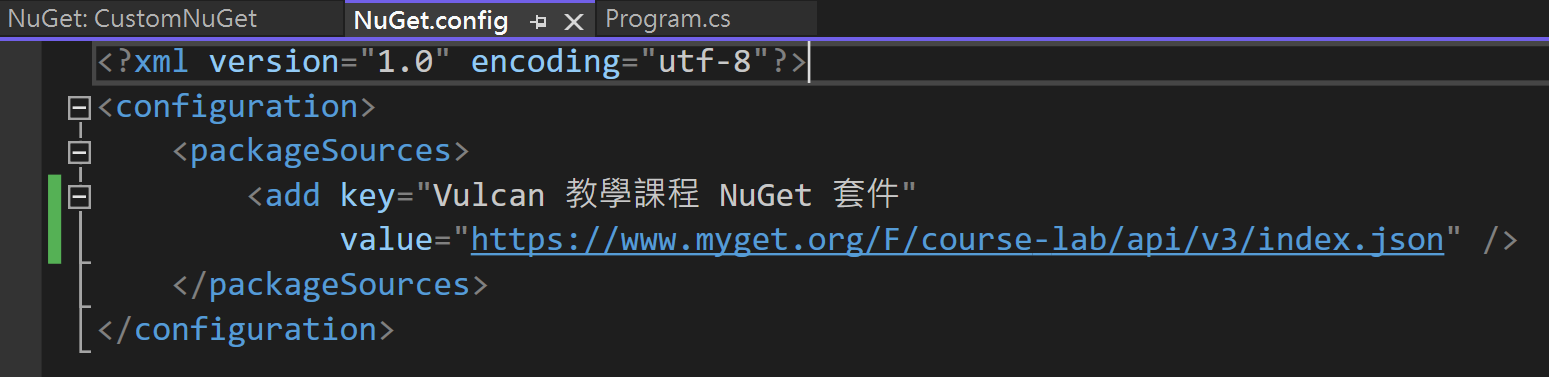 NuGet: CustomNuGet NuGet.config Program.cs
<?xml version="1.0" encoding="utf-8"?>
<configuration>
<packageSources>
<add key="Vulcan 教學課程 NuGet 套件"
value="https://www.myget.org/F/course-lab/api/v3/index.json" />
</packageSources>
</configuration>